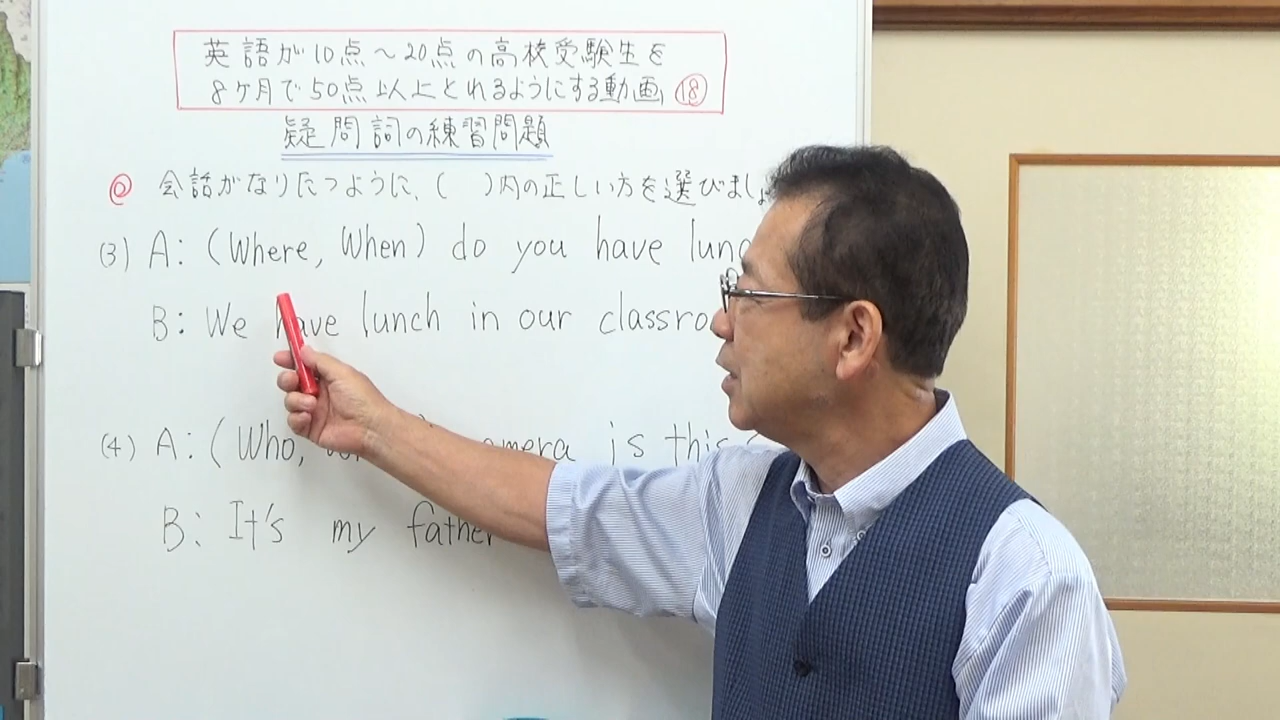 英語が10点～20点の高校受験生を
8ヶ月で50点以上とれるようにする動画 ⑱
疑問詞の練習問題
◎ 会話がなりたつように、( )内の正しい方を選びましょ
(3) A: (Where, When) do you have lunc
B: We have lunch in our classro
(4) A: (Who, is this
B: It's my father